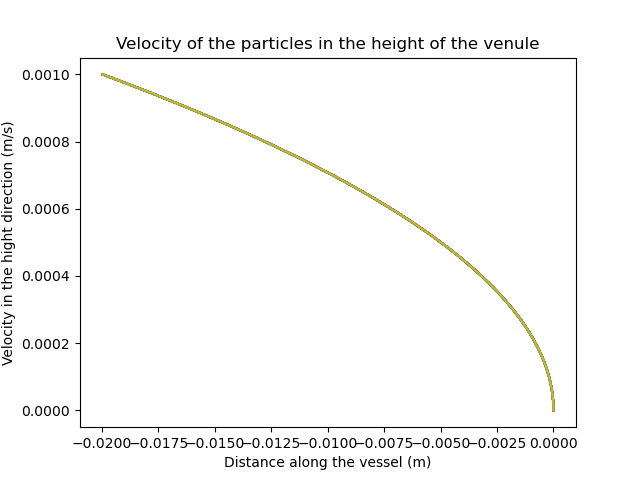 Velocity of the particles in the height of the venule
Velocity in the hight direction (m/s)
0.0010
0.0008
0.0006
0.0004
0.0002
0.0000
−0.0200−0.0175−0.0150−0.0125−0.0100−0.0075−0.0050−0.0025 0.0000
Distance along the vessel (m)